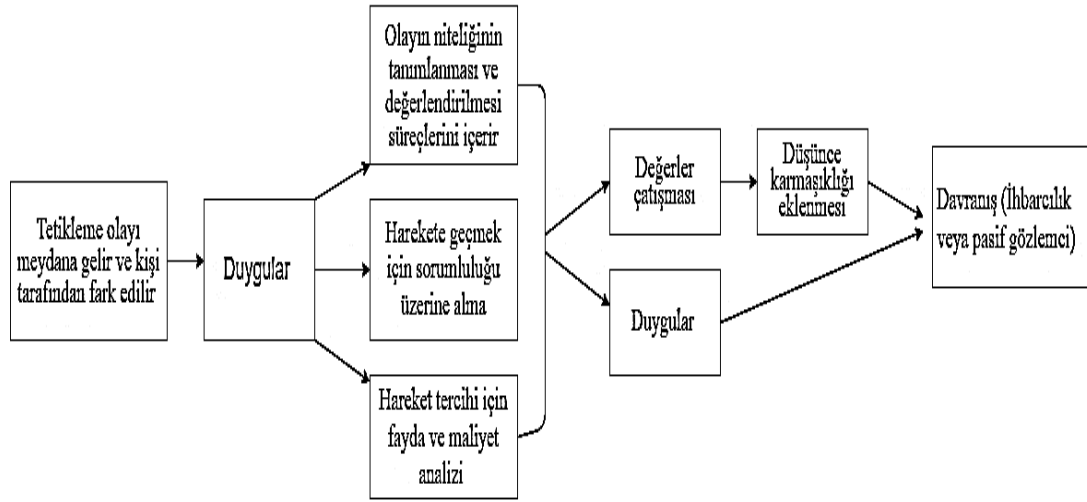 Tetikleme olayı
meydana gelir ve kişi
tarafından fark edilir
Duygular
Olayın niteliğinin
tanımlanması ve
değerlendirilmesi
süreçlerini içerir
Harekete geçmek
için sorumluluğu
üzerine alma
Hareket tercihi için
fayda ve maliyet
analizi
Değerler
çatışması
Düşünce
karmaşıklığı
eklenmesi
Duygular
Davranış (İhbarcılık
veya pasif gözlemci)